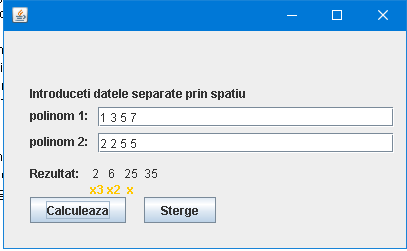 Introduceti datele separate prin spatiu
polinom 1: 1 3 5 7
polinom 2: 2 2 5 5
Rezultat: 2 6 25 35
x3 x2 x
Calculeaza Sterge